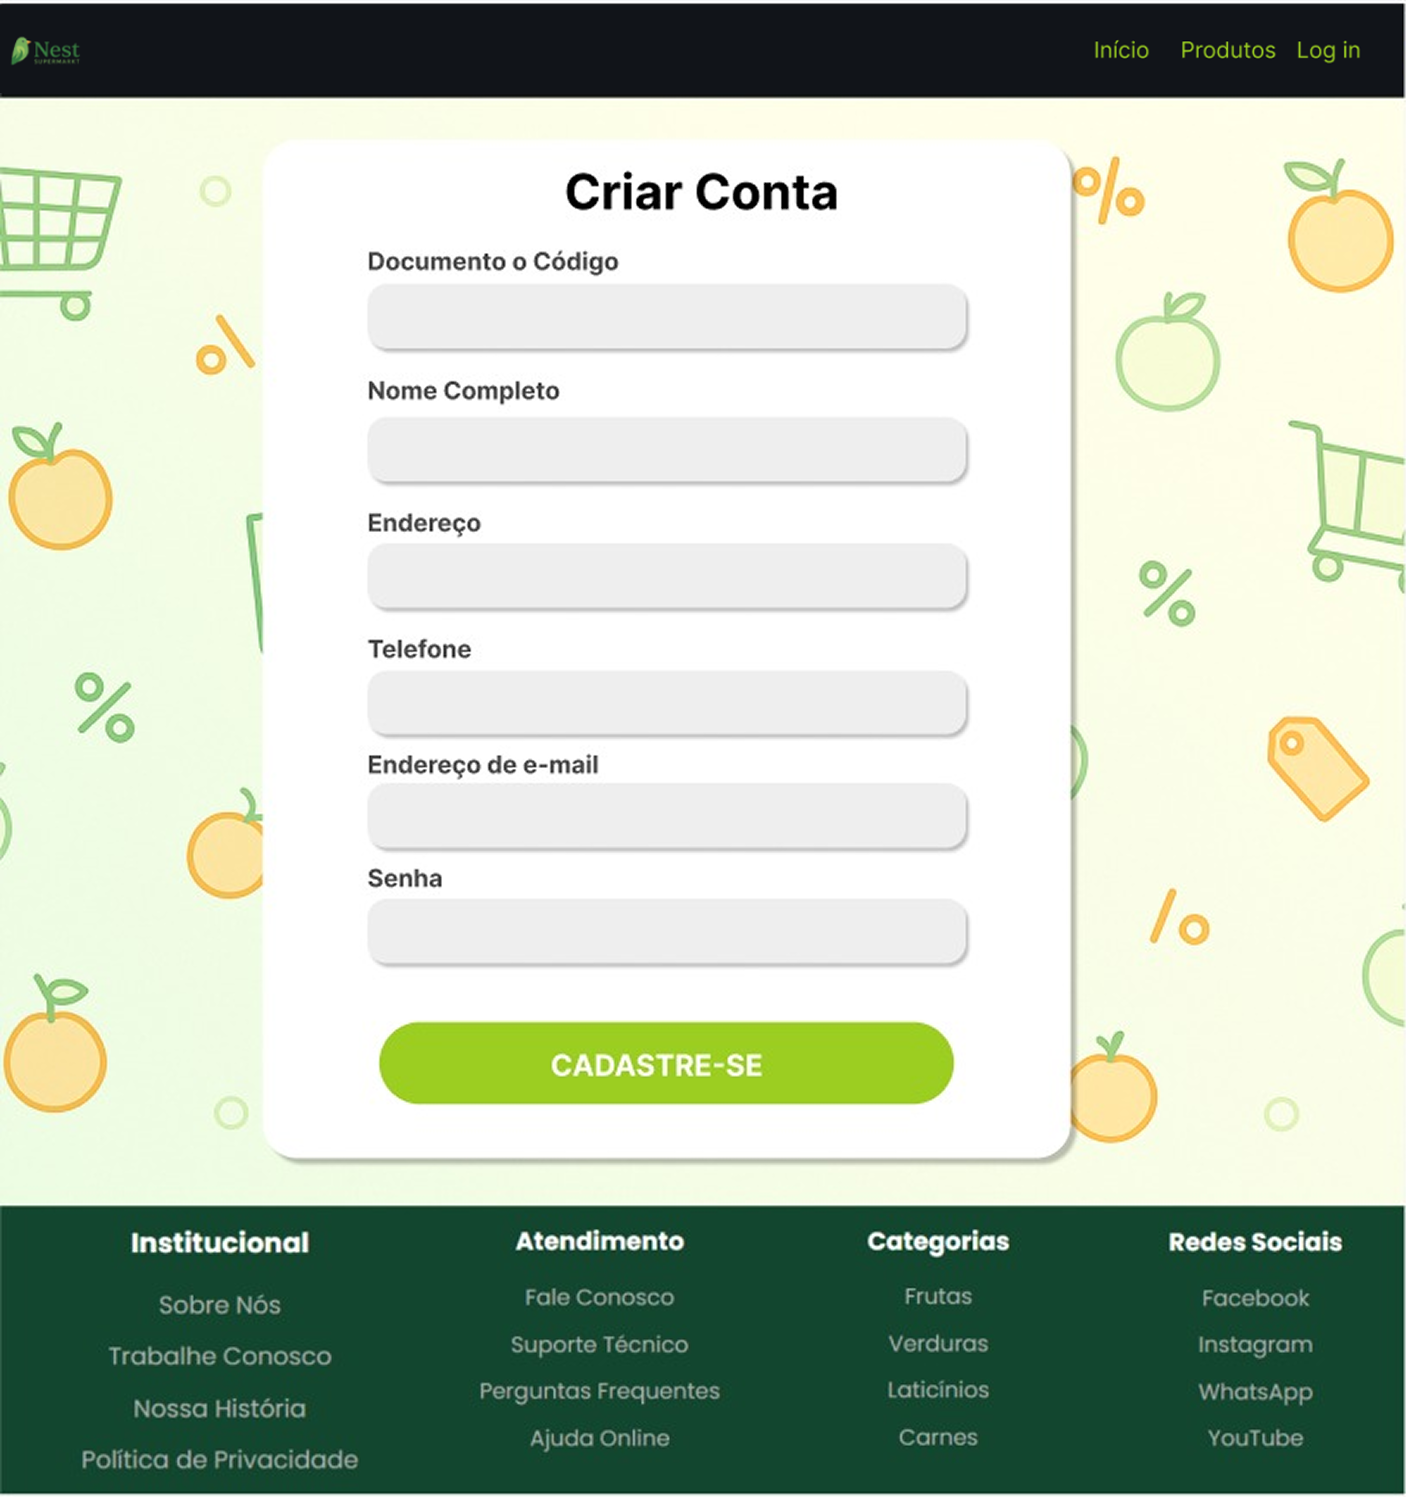 Nest
SUPERMARKT
Início Produtos Log in
Criar Conta
Documento o Código
Nome Completo
Endereço
Telefone
Endereço de e-mail
Senha
CADASTRE-SE
Institucional
Sobre Nós
Trabalhe Conosco
Nossa História
Política de Privacidade
Atendimento
Fale Conosco
Suporte Técnico
Perguntas Frequentes
Ajuda Online
Categorias
Frutas
Verduras
Laticínios
Carnes
Redes Sociais
Facebook
Instagram
WhatsApp
YouTube